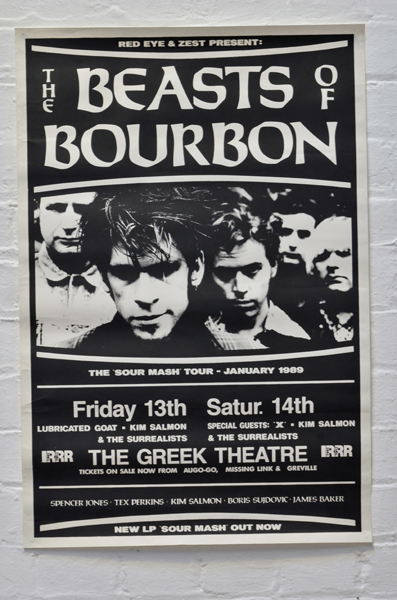 RED EYE & ZEST PRESENT:
THE BEASTS OF
BOURBON
THE 'SOUR MASH' TOUR - JANUARY 1989
Friday 13th Satur. 14th
LUBRICATED GOAT • KIM SALMON SPECIAL GUESTS: 'X' • KIM SALMON
& THE SURREALISTS & THE SURREALISTS
RRR THE GREEK THEATRE RRR
TICKETS ON SALE NOW FROM AUGO-GO, MISSING LINK & GREVILLE
SPENCER JONES · TEX PERKINS · KIM SALMON · BORIS SUJDOVIC · JAMES BAKER
NEW LP 'SOUR MASH' OUT NOW